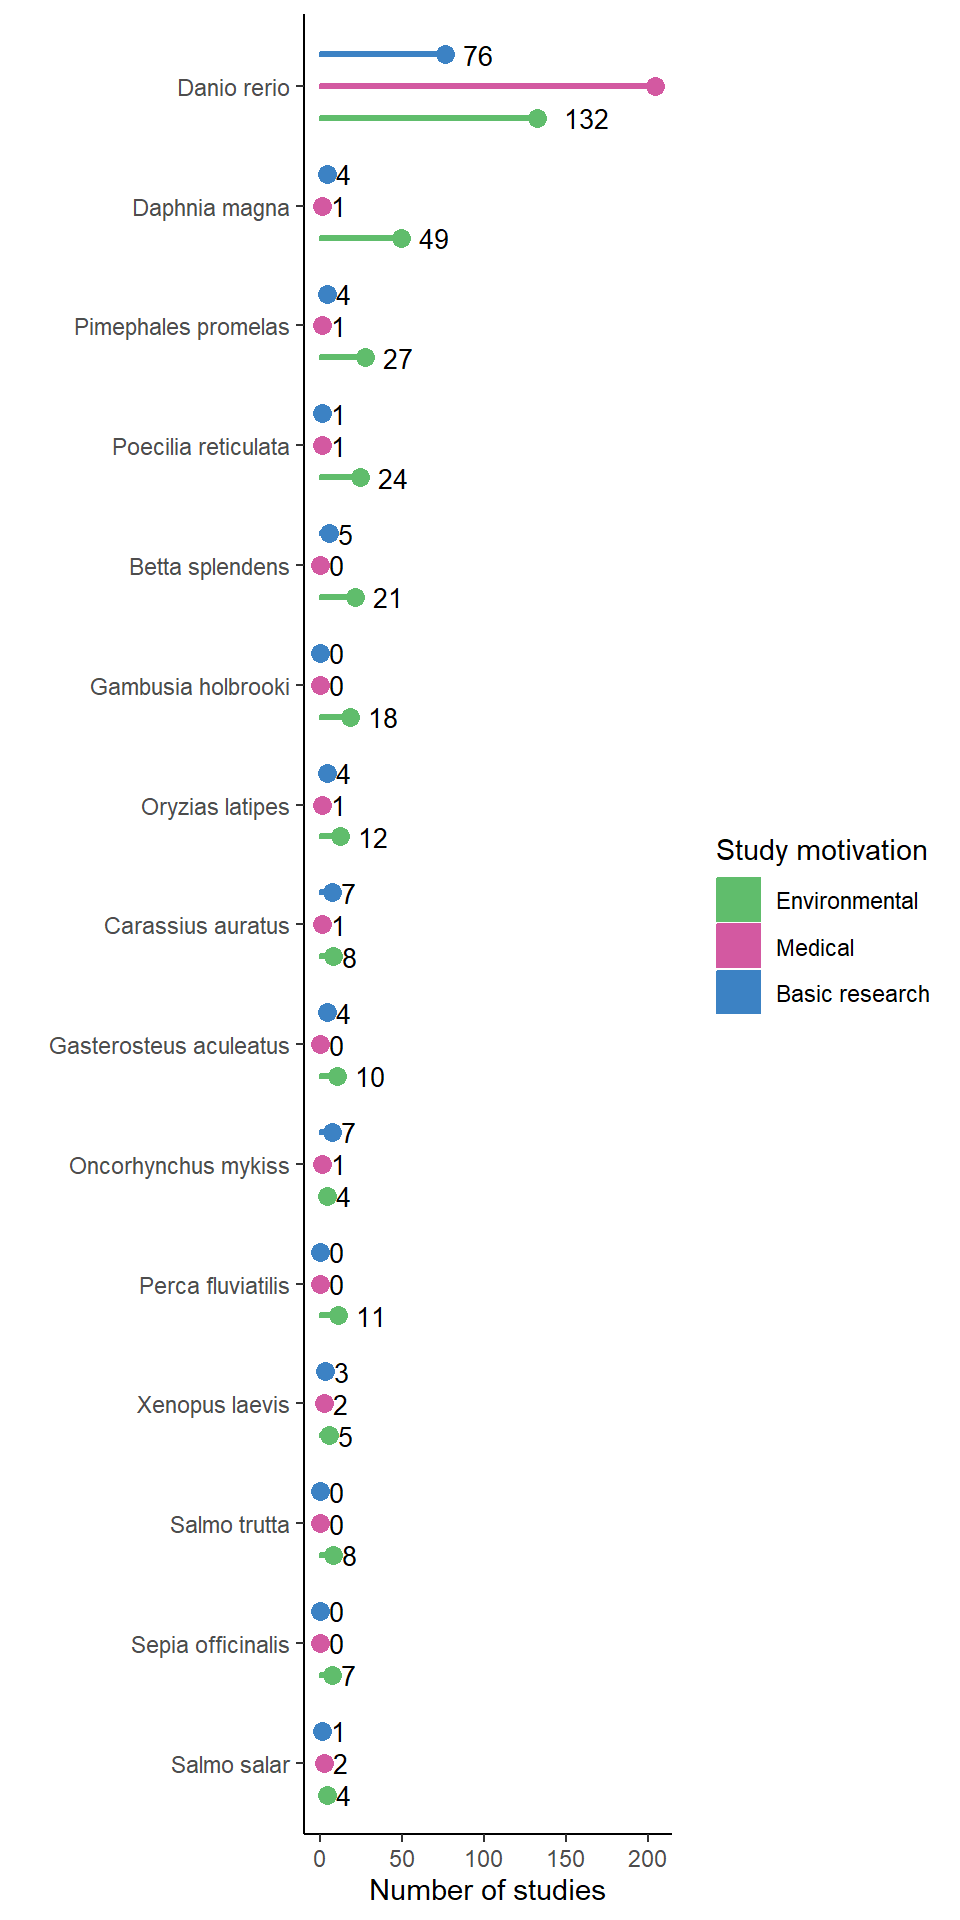 76
Danio rerio
132
4
Daphnia magna
1
49
4
Pimephales promelas
1
27
1
Poecilia reticulata
1
24
5
Betta splendens
0
21
0
Gambusia holbrooki
0
18
4
Oryzias latipes
1
12
7
Carassius auratus
1
8
4
Gasterosteus aculeatus
0
10
7
Oncorhynchus mykiss
1
4
0
Perca fluviatilis
0
11
3
Xenopus laevis
2
5
0
Salmo trutta
0
8
0
Sepia officinalis
0
7
1
Salmo salar
2
4
0 50 100 150 200
Number of studies
Study motivation
Environmental
Medical
Basic research